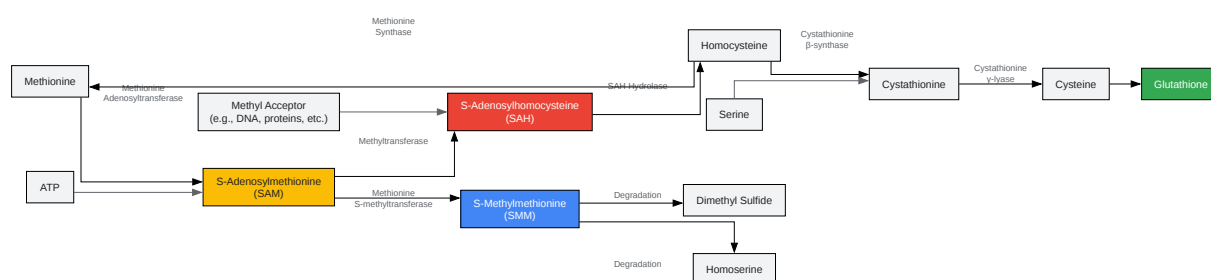 Methionine
Synthase
Homocysteine
Cystathionine
β-synthase
Methionine
Methionine
Adenosyltransferase
SAH Hydrolase
Cystathionine
Cystathionine
γ-lyase
Cysteine
Glutathione
Methyl Acceptor
(e.g., DNA, proteins, etc.)
S-Adenosylhomocysteine
(SAH)
Serine
Methyltransferase
ATP
S-Adenosylmethionine
(SAM)
Methionine
S-methyltransferase
S-Methylmethionine
(SMM)
Degradation
Dimethyl Sulfide
Degradation
Homoserine